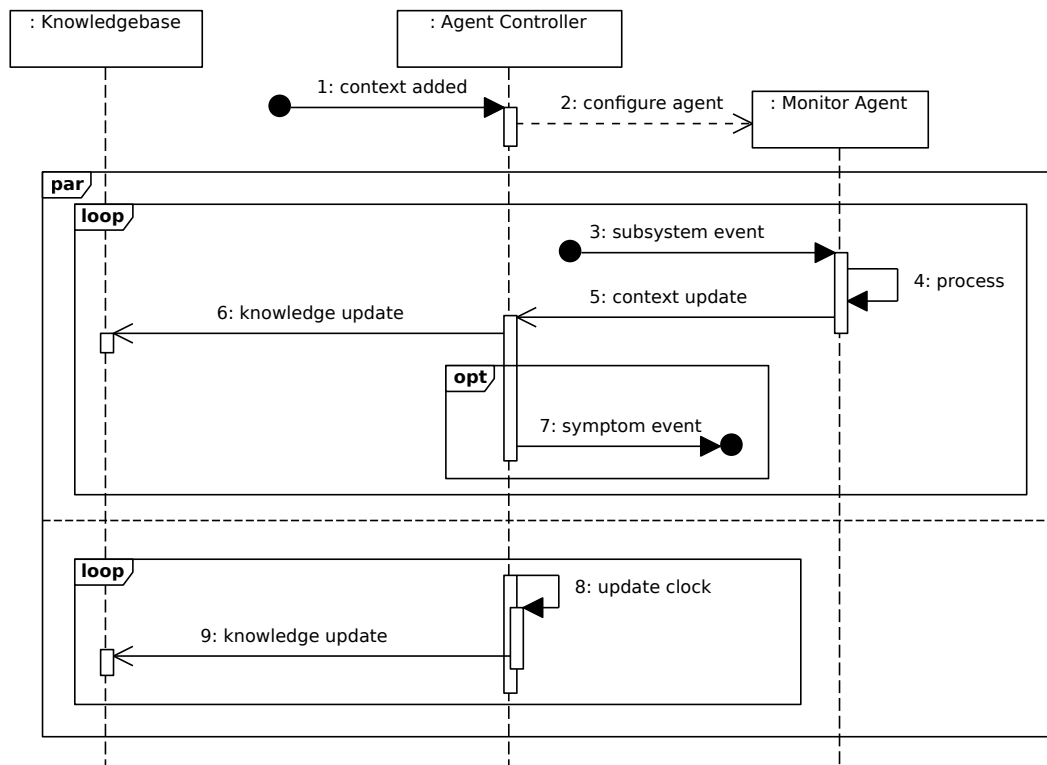 : Knowledgebase
: Agent Controller
1: context added
2: configure agent
: Monitor Agent
par
loop
3: subsystem event
4: process
5: context update
6: knowledge update
opt
7: symptom event
loop
8: update clock
9: knowledge update